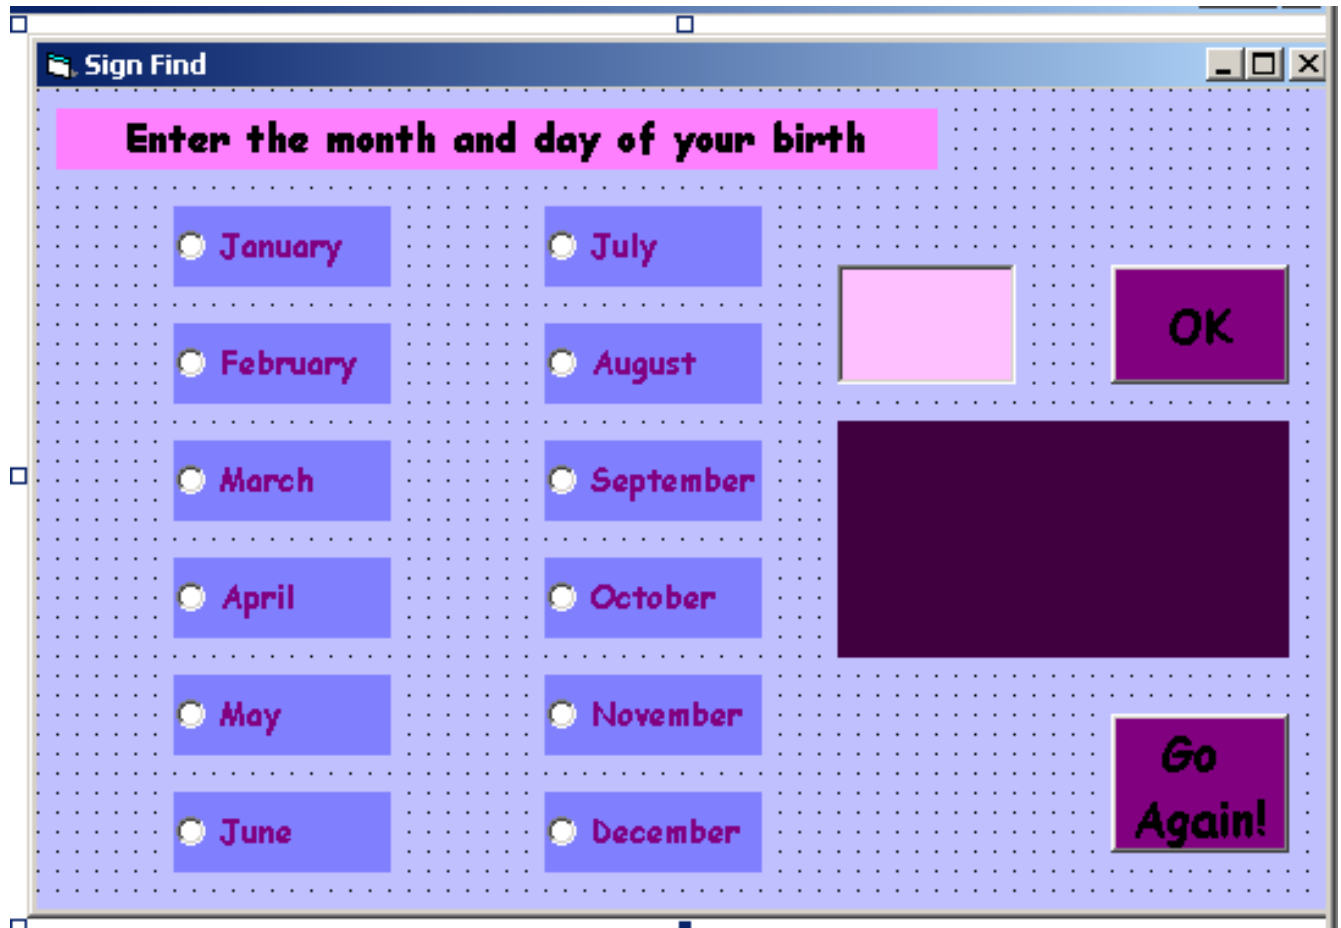 Sign Find
Enter the month and day of your birth
January
February
March
April
May
June
July
August
September
October
November
December
OK
Go
Again!